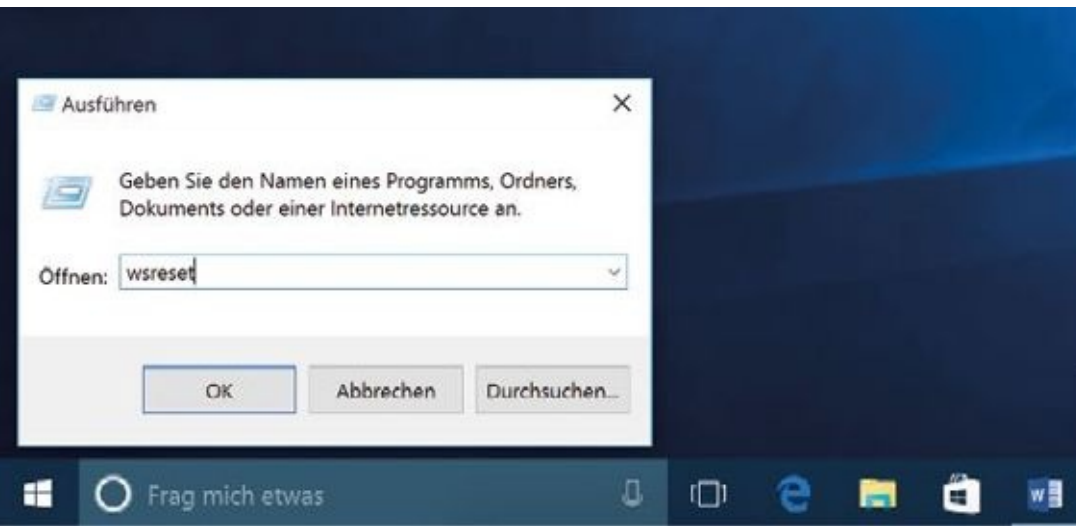 Ausführen
Geben Sie den Namen eines Programms, Ordners,
Dokuments oder einer Internetressource an.
Öffnen: wsreset
OK Abbrechen Durchsuchen...
Frag mich etwas